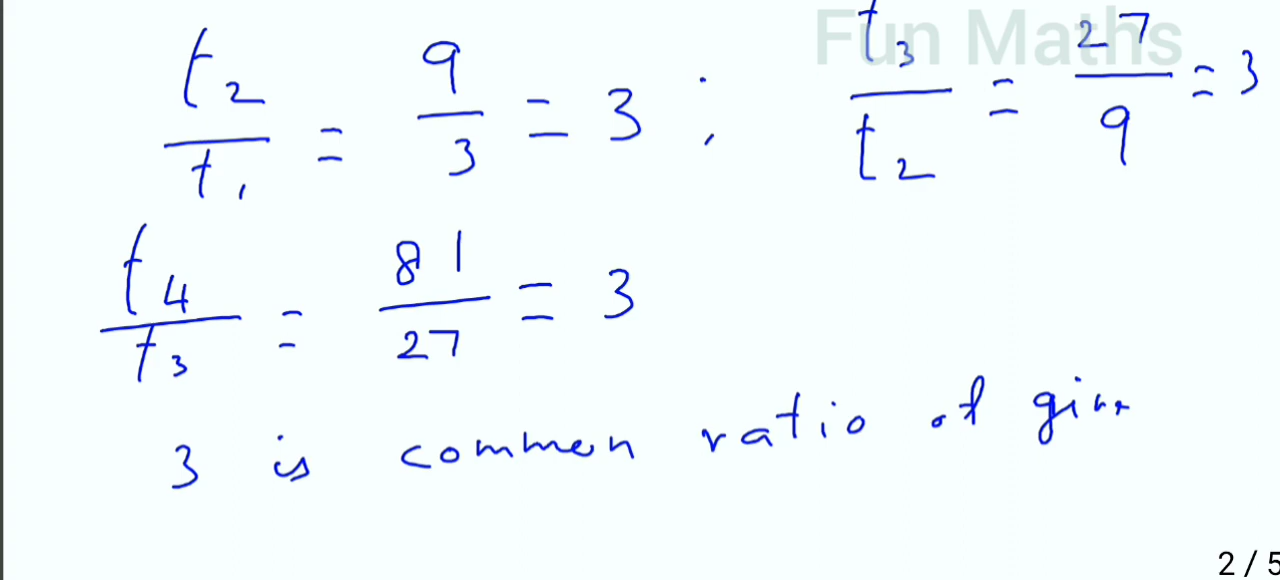 Fun Maths
t₂/t₁ = 9/3 = 3 ; t₃/t₂ = 27/9 = 3
t₄/t₃ = 81/27 = 3
3 is common ratio of
2 / 5